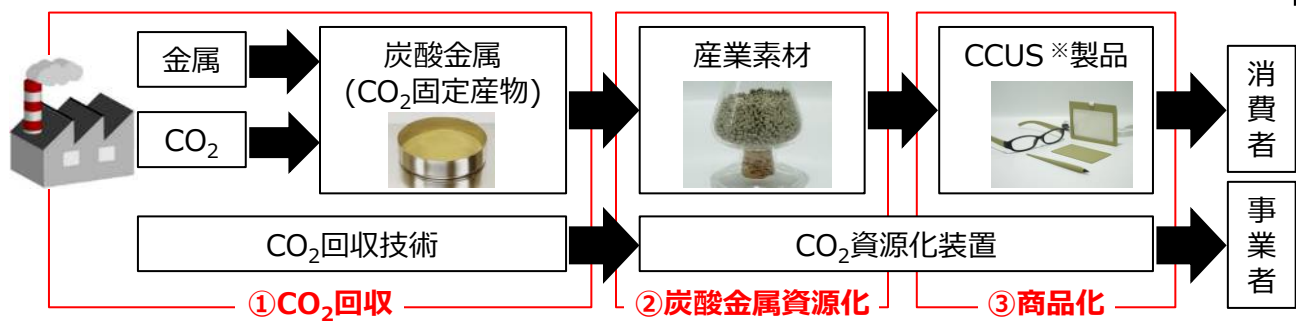 金属
CO₂
炭酸金属
(CO₂固定産物)
産業素材
CCUS※製品
消費者
CO₂回収技術
CO₂資源化装置
事業者
①CO₂回収
②炭酸金属資源化
③商品化